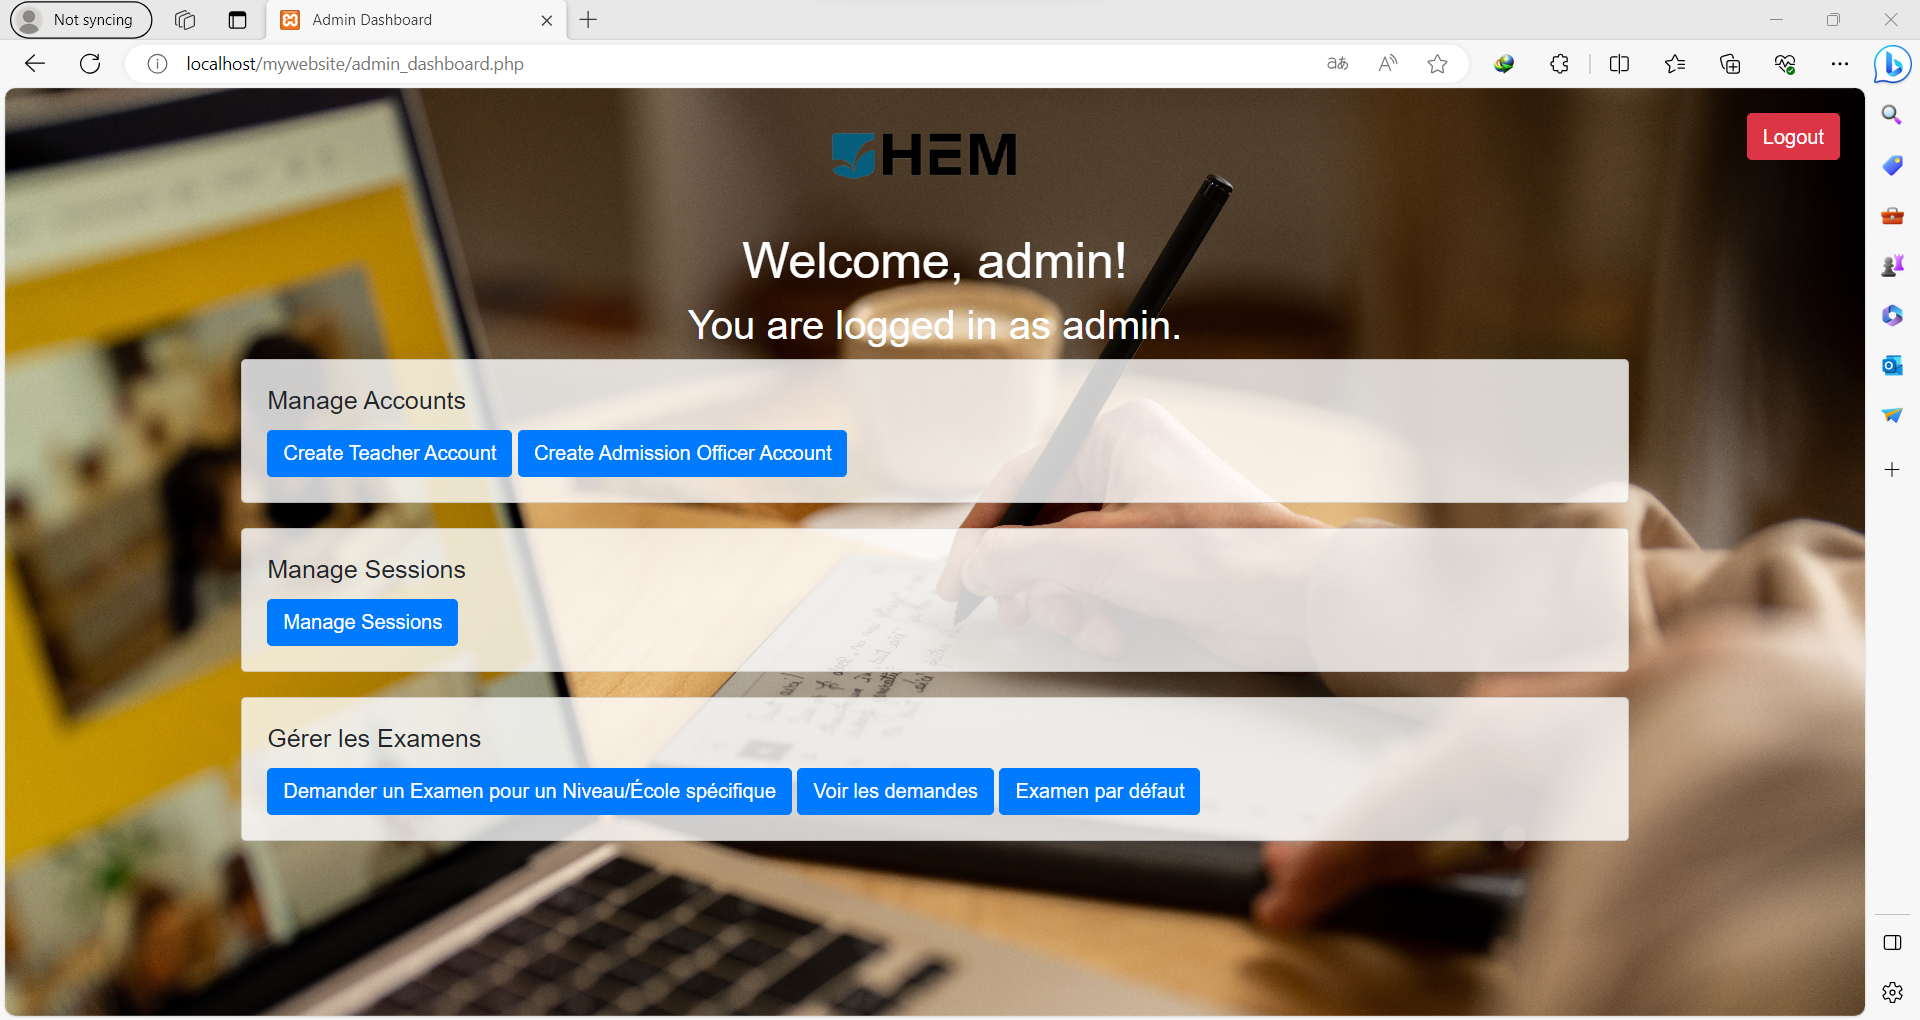 Not syncing
Admin Dashboard
localhost/mywebsite/admin_dashboard.php
HEM
Logout
Welcome, admin!
You are logged in as admin.
Manage Accounts
Create Teacher Account Create Admission Officer Account
Manage Sessions
Manage Sessions
Gérer les Examens
Demander un Examen pour un Niveau/École spécifique Voir les demandes Examen par défaut